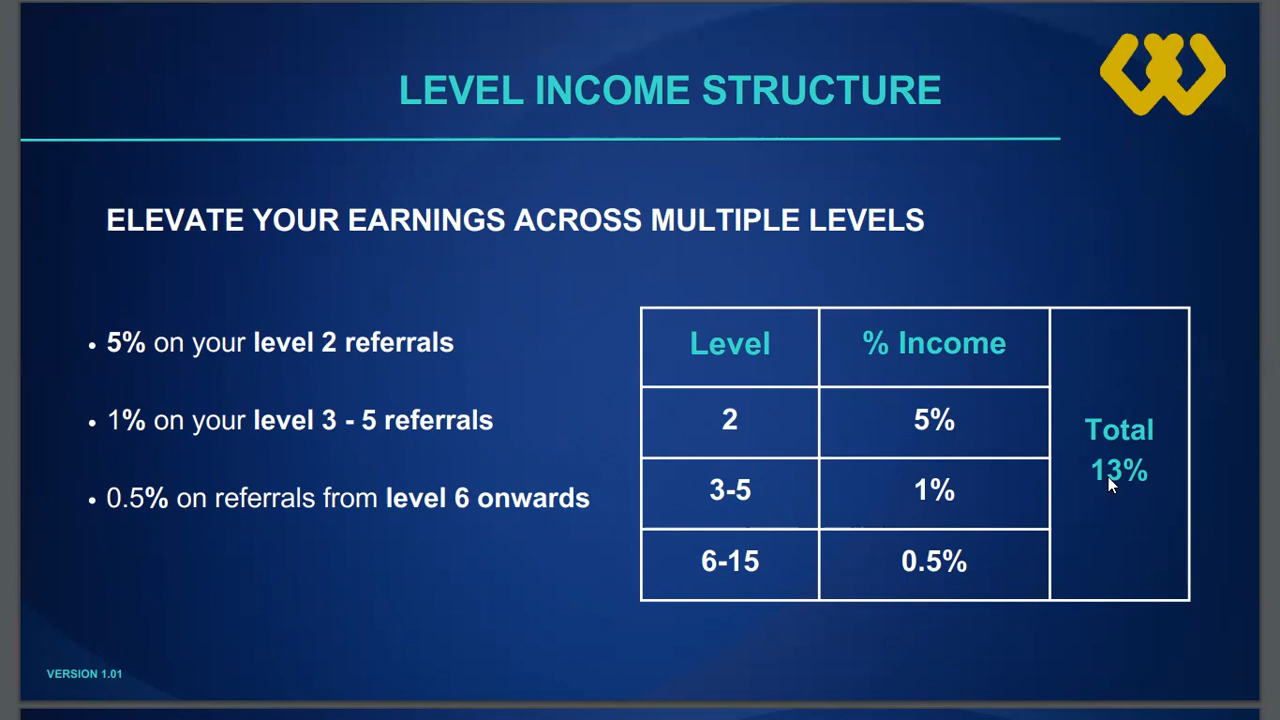 LEVEL INCOME STRUCTURE
ELEVATE YOUR EARNINGS ACROSS MULTIPLE LEVELS
• 5% on your level 2 referrals
• 1% on your level 3 - 5 referrals
• 0.5% on referrals from level 6 onwards
Level % Income
2 5%
3-5 1%
6-15 0.5%
Total
13%
VERSION 1.01